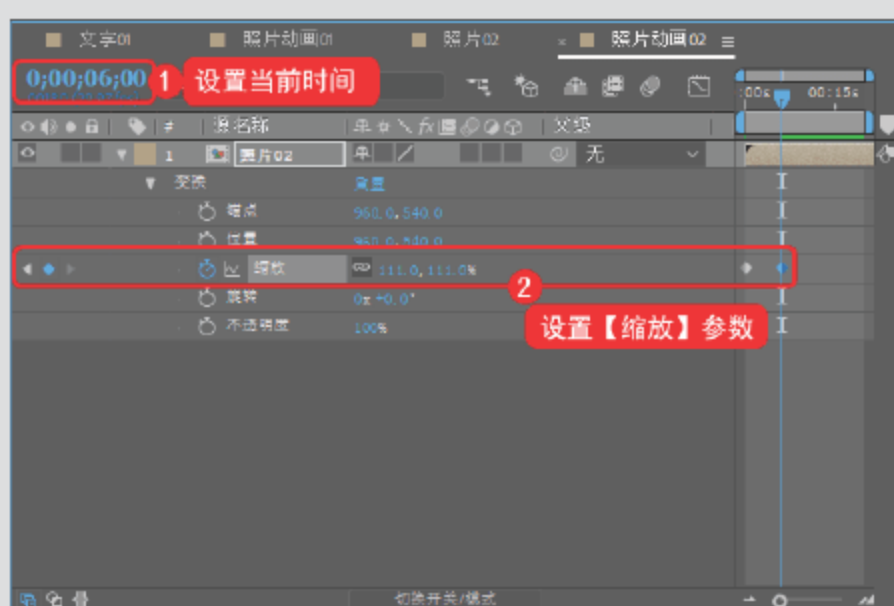 文字01 照片动画01 照片02 × 照片动画02
0;00;06;00 1 设置当前时间
:00s 00:15s
# 源名称 单 fx 父级
1 照片02 单 无
变换 重置
锚点 960.0,540.0
位置 960.0,540.0
缩放 111.0,111.0%
2
旋转 0x+0.0°
设置【缩放】参数
不透明度 100%
切换开关/模式